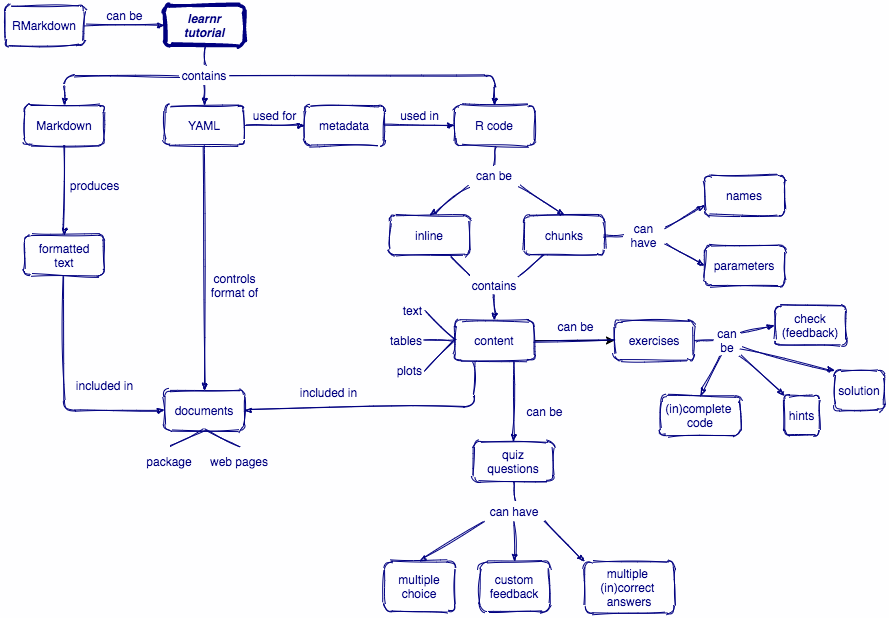 RMarkdown
can be
learnr
tutorial
contains
Markdown
YAML
used for
metadata
used in
R code
produces
can be
names
inline
chunks
can
have
formatted
text
parameters
controls
format of
contains
text
tables
plots
content
can be
exercises
can
be
check
(feedback)
solution
(in)complete
code
hints
included in
documents
included in
can be
package
web pages
quiz
questions
can have
multiple
choice
custom
feedback
multiple
(in)correct
answers